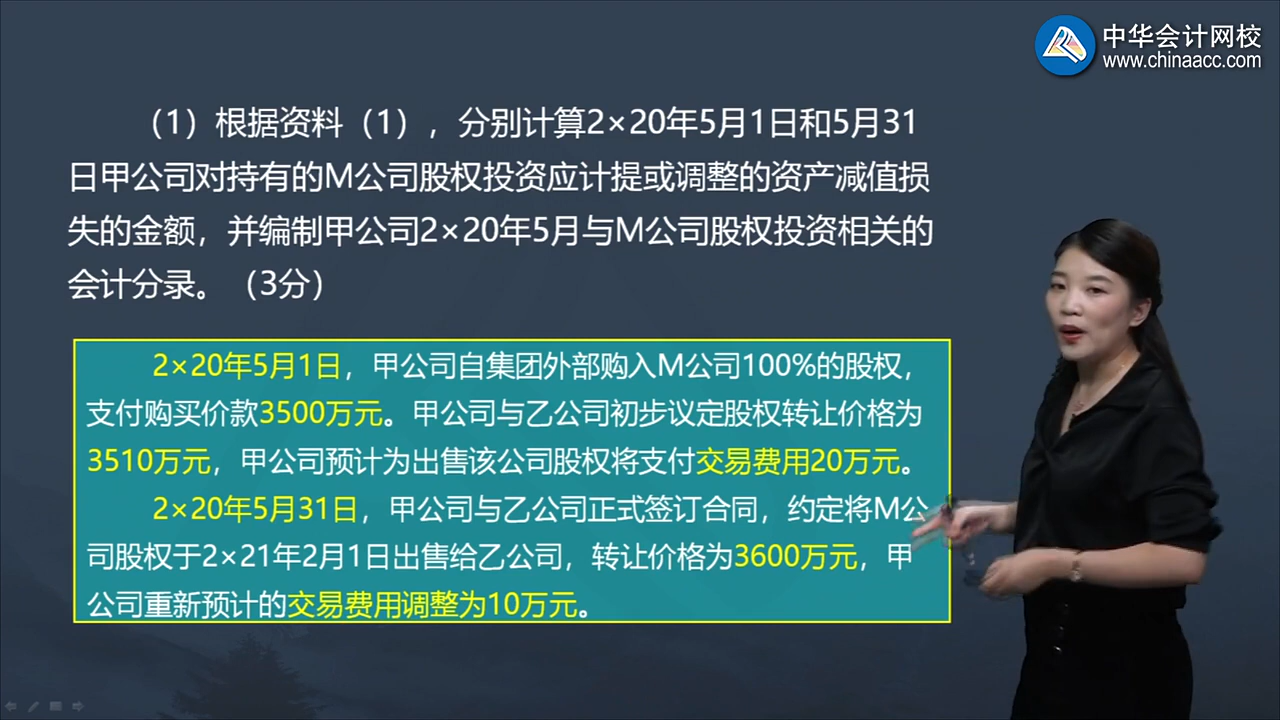 中华会计网校
www.chinaacc.com
（1）根据资料（1），分别计算2×20年5月1日和5月31
日甲公司对持有的M公司股权投资应计提或调整的资产减值损
失的金额，并编制甲公司2×20年5月与M公司股权投资相关的
会计分录。（3分）
2×20年5月1日，甲公司自集团外部购入M公司100%的股权，
支付购买价款3500万元。甲公司与乙公司初步议定股权转让价格为
3510万元，甲公司预计为出售该公司股权将支付交易费用20万元。
2×20年5月31日，甲公司与乙公司正式签订合同，约定将M公
司股权于2×21年2月1日出售给乙公司，转让价格为3600万元，甲
公司重新预计的交易费用调整为10万元。